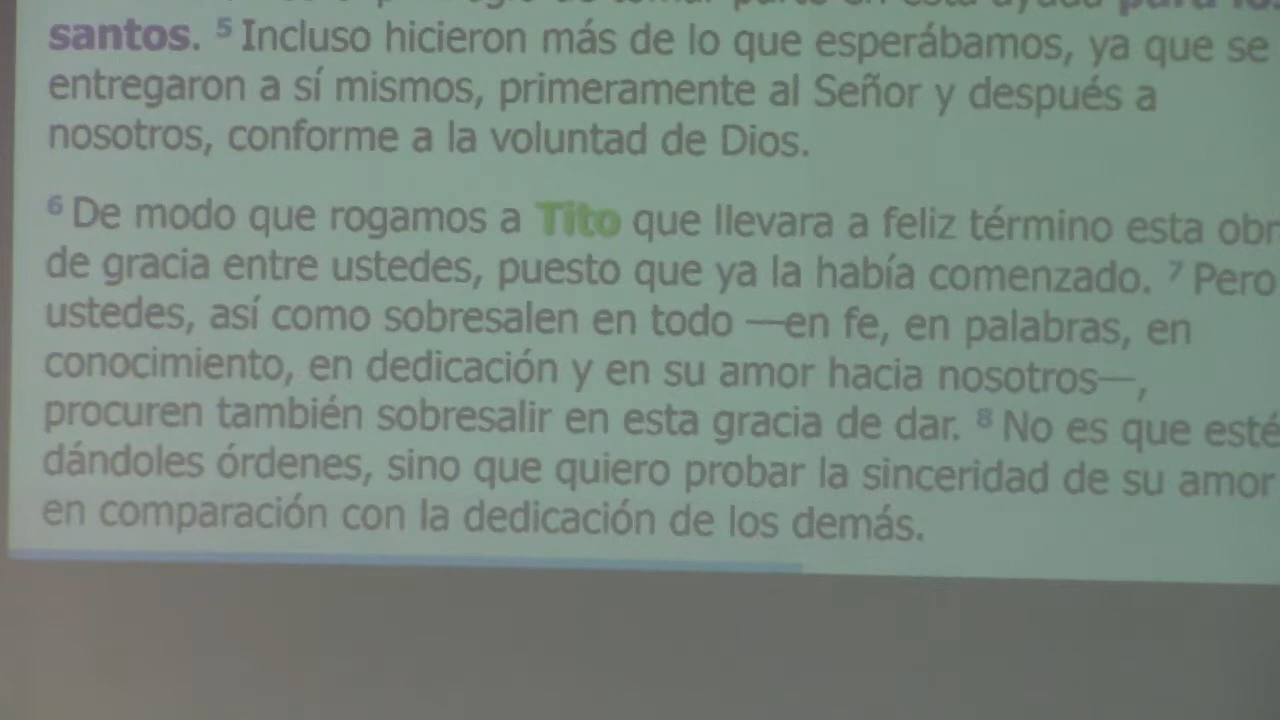 santos. 5 Incluso hicieron más de lo que esperábamos, ya que se
entregaron a sí mismos, primeramente al Señor y después a
nosotros, conforme a la voluntad de Dios.
6 De modo que rogamos a Tito que llevara a feliz término esta obr
de gracia entre ustedes, puesto que ya la había comenzado. 7 Pero
ustedes, así como sobresalen en todo —en fe, en palabras, en
conocimiento, en dedicación y en su amor hacia nosotros—,
procuren también sobresalir en esta gracia de dar. 8 No es que esté
dándoles órdenes, sino que quiero probar la sinceridad de su amor
en comparación con la dedicación de los demás.